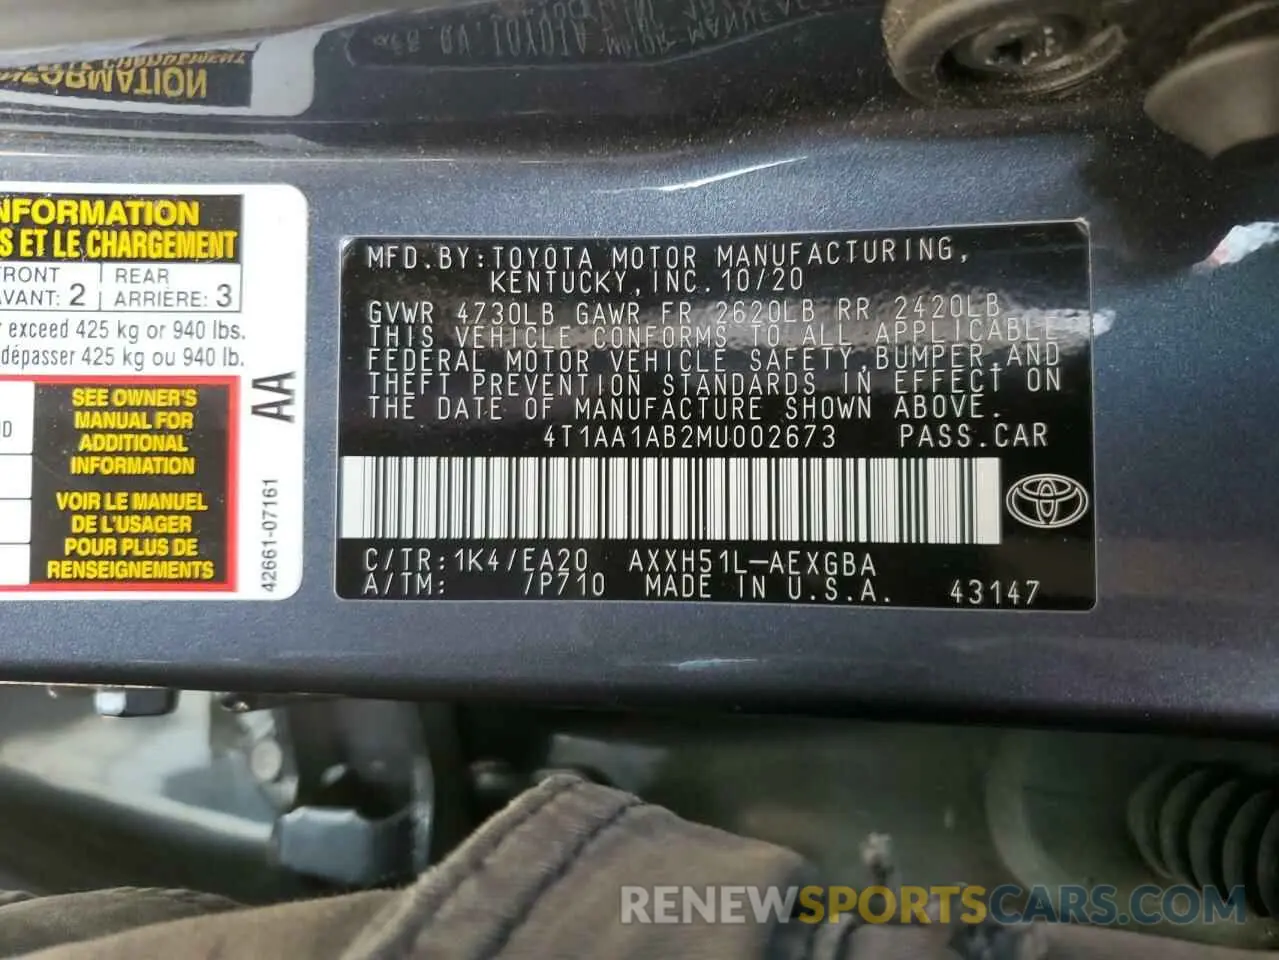 INFORMATION
NFORMATION
S ET LE CHARGEMENT
FRONT
AVANT: 2
REAR
ARRIÈRE: 3
exceed 425 kg or 940 lbs.
dépasser 425 kg ou 940 lb.
SEE OWNER'S
MANUAL FOR
ADDITIONAL
INFORMATION
VOIR LE MANUEL
DE L'USAGER
POUR PLUS DE
RENSEIGNEMENTS
AA
42661-07161
MFD.BY:TOYOTA MOTOR MANUFACTURING,
KENTUCKY,INC.10/20
GVWR 4730LB GAWR FR 2620LB RR 2420LB
THIS VEHICLE CONFORMS TO ALL APPLICABLE
FEDERAL MOTOR VEHICLE SAFETY,BUMPER,AND
THEFT PREVENTION STANDARDS IN EFFECT ON
THE DATE OF MANUFACTURE SHOWN ABOVE.
4T1AA1AB2MU002673 PASS.CAR
C/TR:1K4/EA20 AXXH51L-AEXGBA
A/TM: /P710 MADE IN U.S.A. 43147
RENEWSPORTSCARS.COM